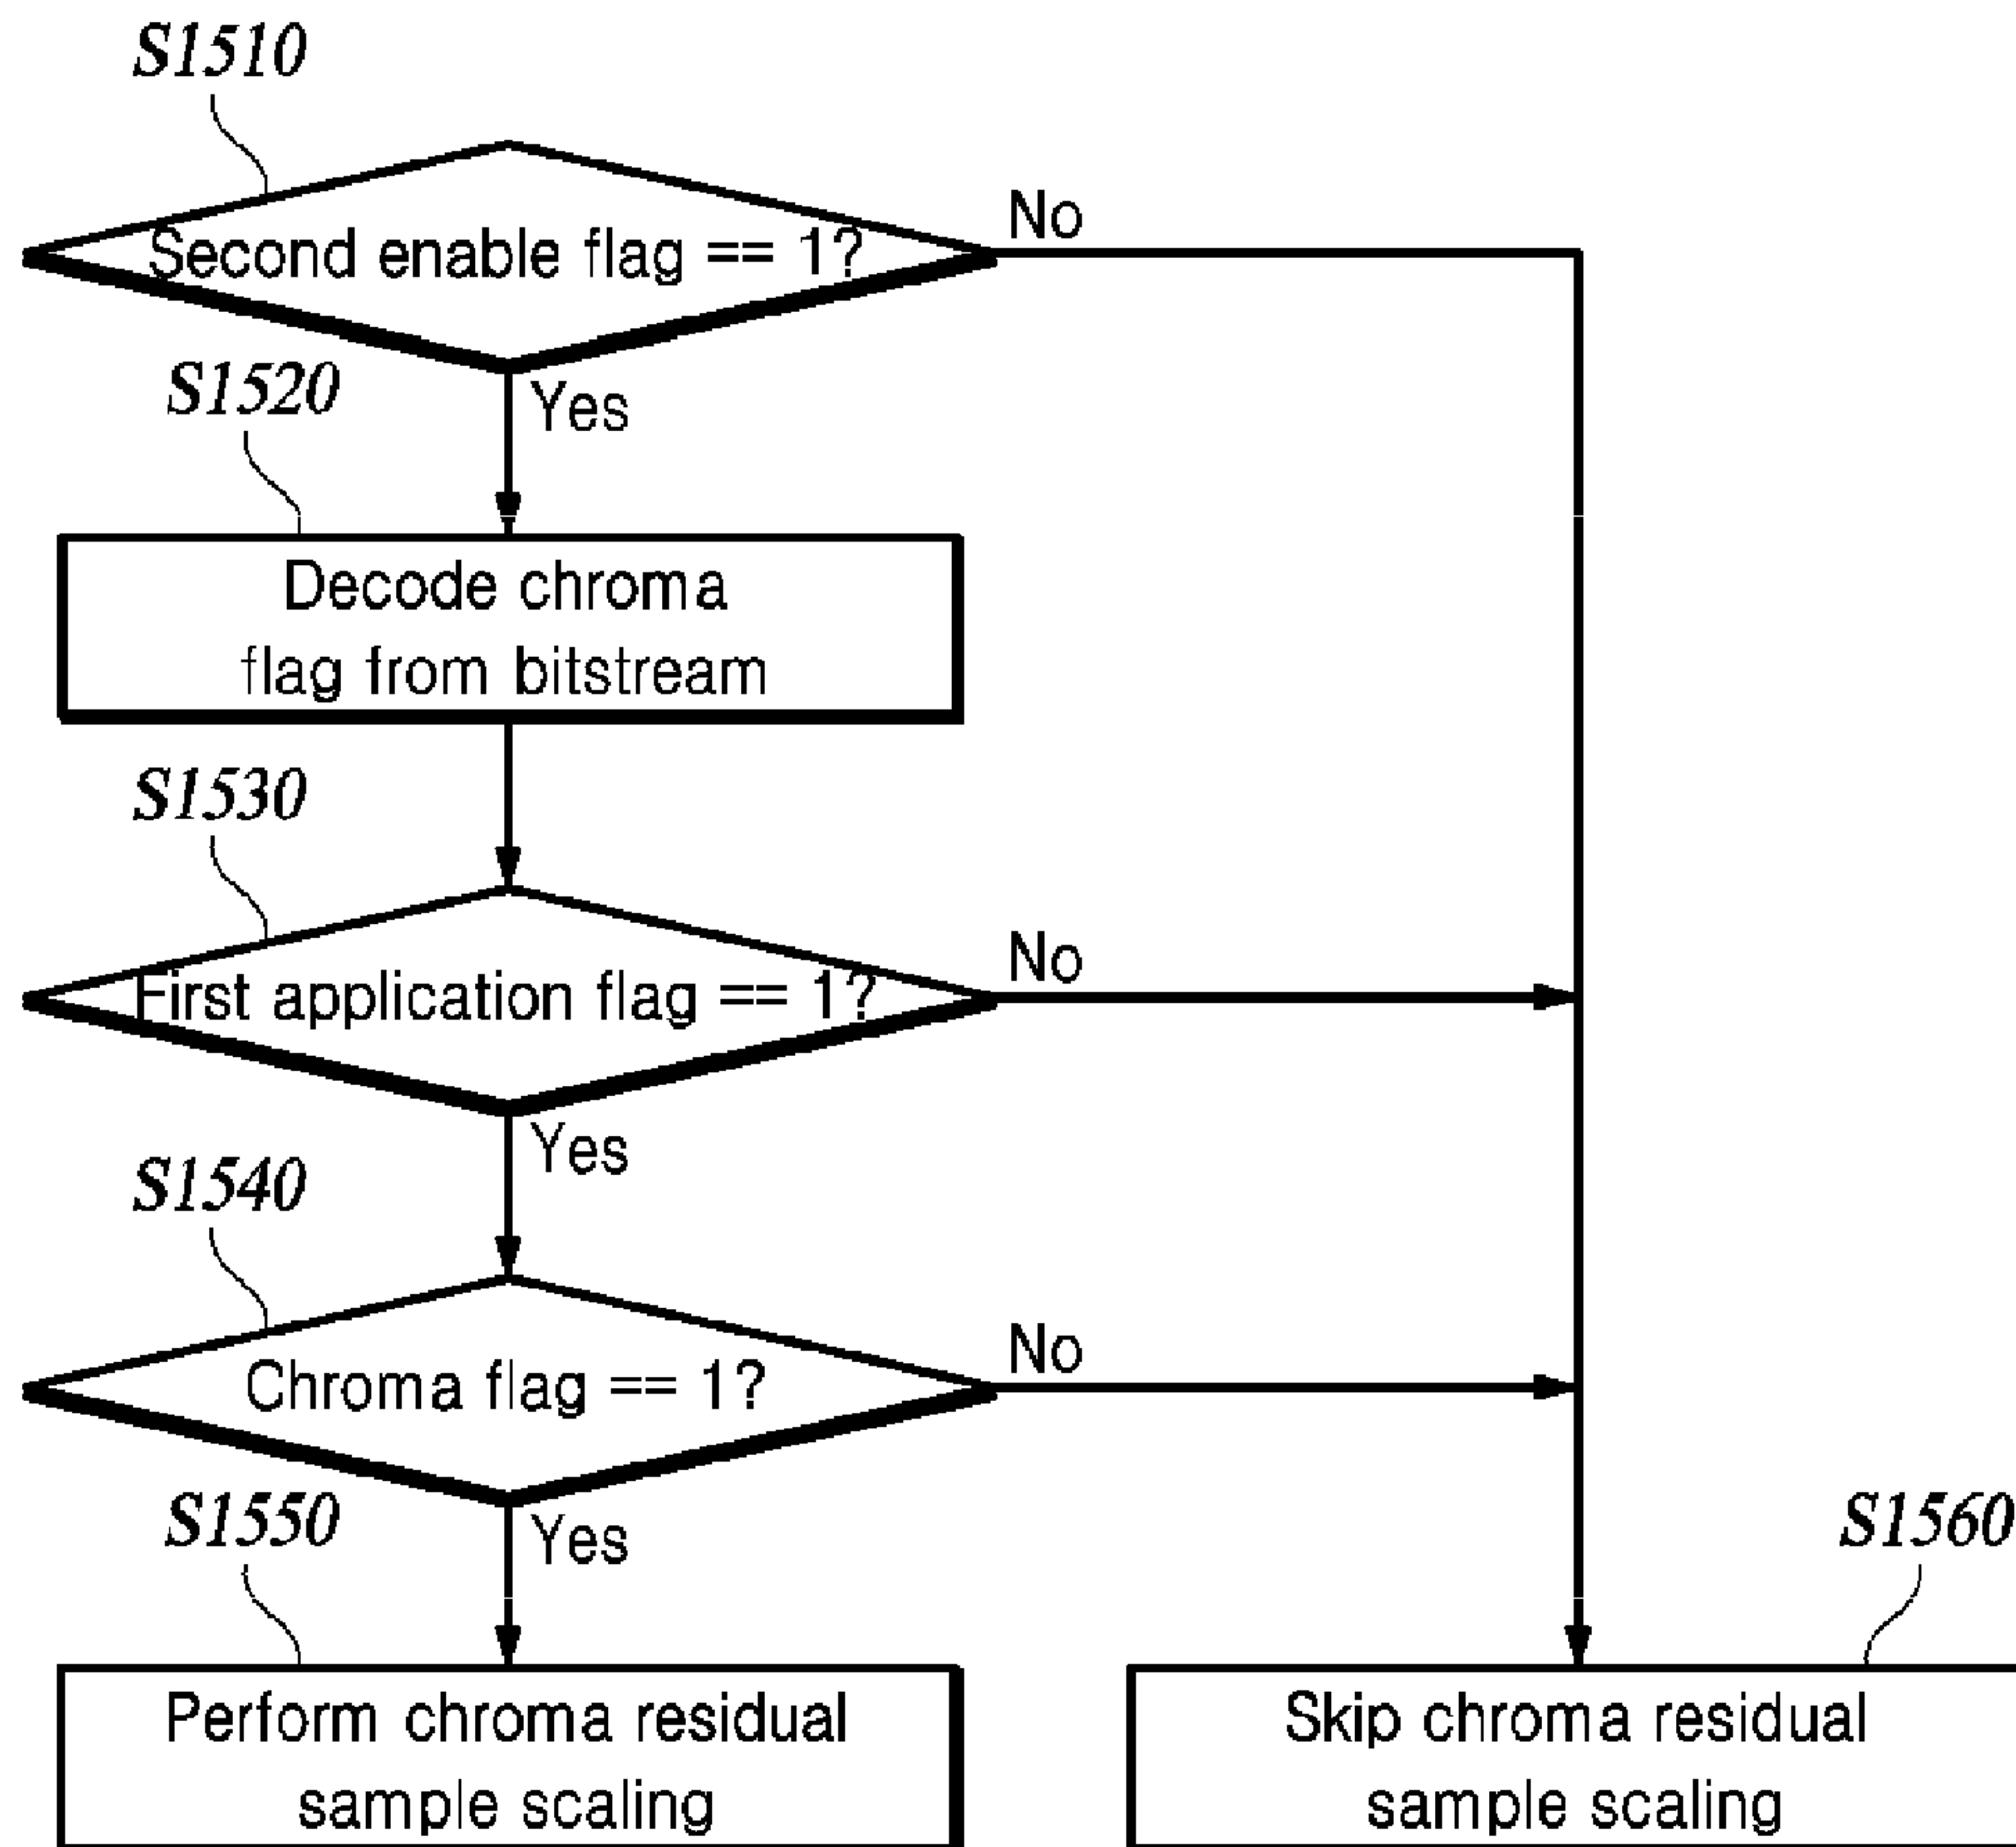 S1510
Second enable flag == 1?
No
Yes
S1520
Decode chroma
flag from bitstream
S1530
First application flag == 1?
No
Yes
S1540
Chroma flag == 1?
No
Yes
S1550
Perform chroma residual
sample scaling
S1560
Skip chroma residual
sample scaling